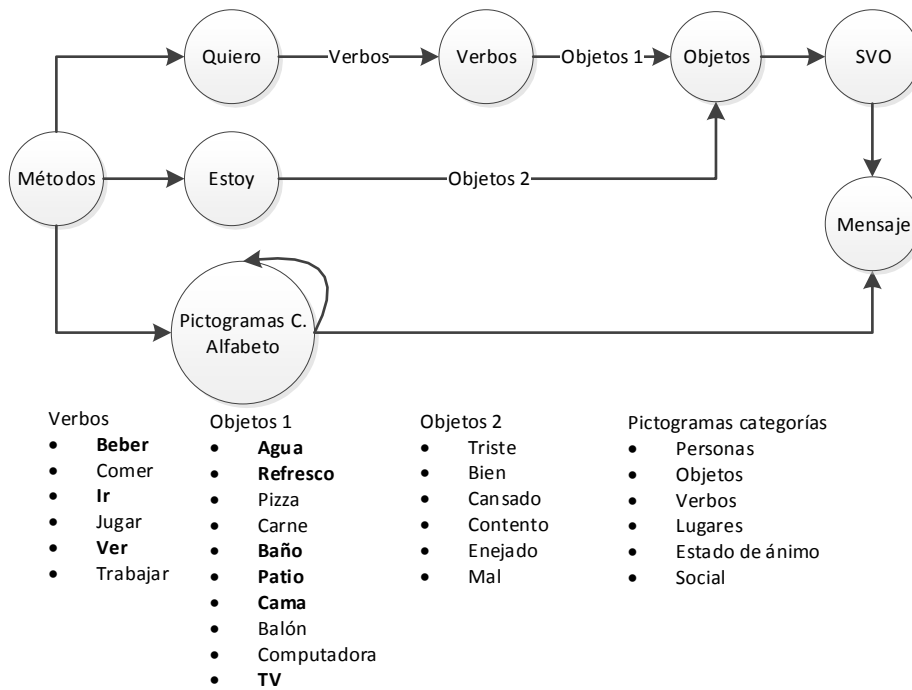 Quiero
Verbos
Verbos
Objetos 1
Objetos
SVO
Métodos
Estoy
Objetos 2
Mensaje
Pictogramas C.
Alfabeto
Verbos
• Beber
• Comer
• Ir
• Jugar
• Ver
• Trabajar
Objetos 1
• Agua
• Refresco
• Pizza
• Carne
• Baño
• Patio
• Cama
• Balón
• Computadora
• TV
Objetos 2
• Triste
• Bien
• Cansado
• Contento
• Enejado
• Mal
Pictogramas categorías
• Personas
• Objetos
• Verbos
• Lugares
• Estado de ánimo
• Social